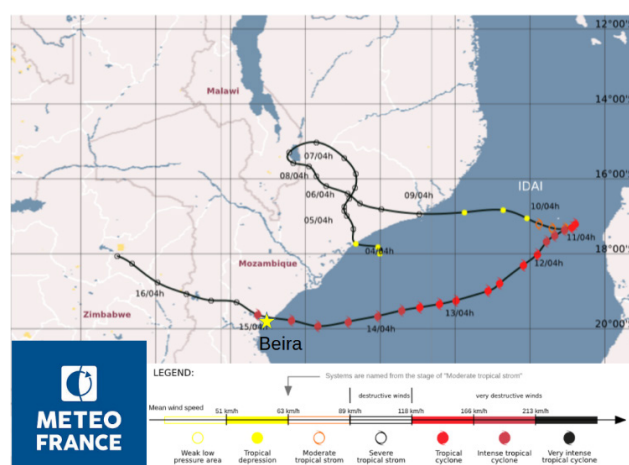 12°00'S
14°00'S
Malawi
07/04h
08/04h
16°00'S
06/04h
09/04h
IDAI
10/04h
05/04h
11/04h
04/04h
18°00'S
Mozambique
12/04h
16/04h
13/04h
Zimbabwe
15/04h
14/04h
20°00'S
Beira
METEO
FRANCE
LEGEND:
Systems are named from the stage of "Moderate tropical strom"
destructive winds
very destructive winds
Mean wind speed
51 km/h
63 km/h
89 km/h
118 km/h
166 km/h
213 km/h
Weak low
pressure area
Tropical
depression
Moderate
tropical strom
Severe
tropical strom
Tropical
cyclone
Intense tropical
cyclone
Very intense
tropical cyclone